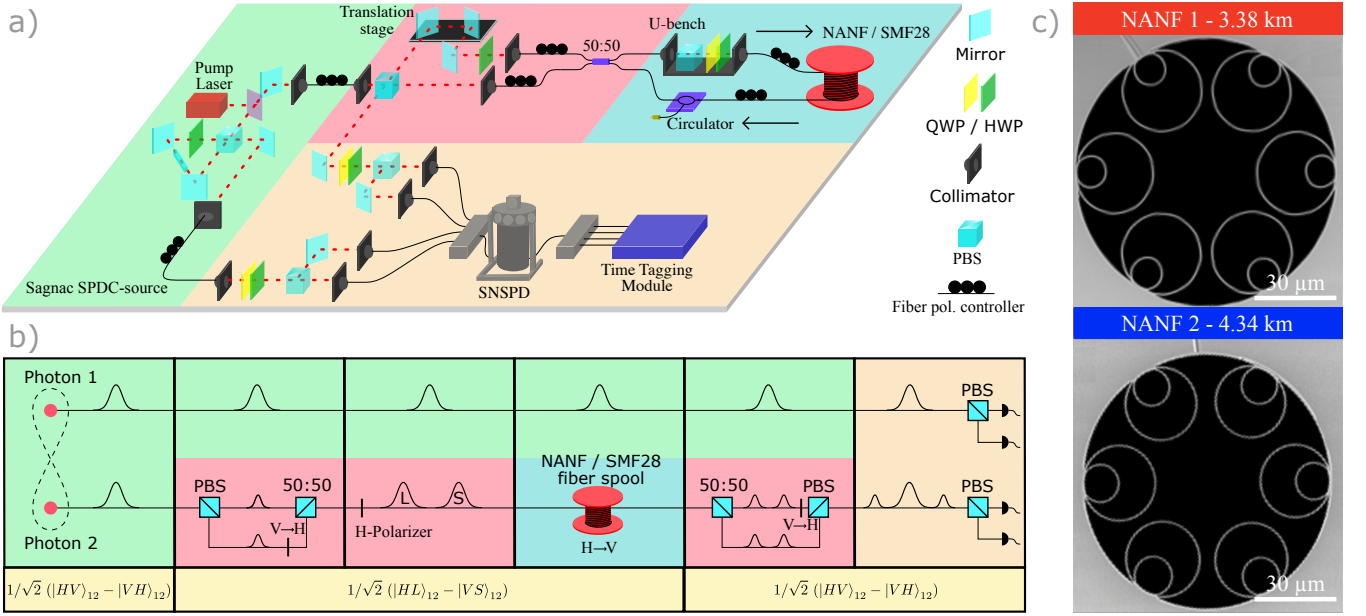 a)
Translation
stage
Pump
Laser
50:50
U-bench
NANF / SMF28
Circulator
Sagnac SPDC-source
SNSPD
Time Tagging
Module
Mirror
QWP / HWP
Collimator
PBS
Fiber pol. controller
b)
Photon 1
Photon 2
PBS
50:50
V→H
L
S
H-Polarizer
NANF / SMF28
fiber spool
H→V
50:50
PBS
V→H
PBS
PBS
1/√2 (|HV⟩₁₂ − |VH⟩₁₂)
1/√2 (|HL⟩₁₂ − |VS⟩₁₂)
1/√2 (|HV⟩₁₂ − |VH⟩₁₂)
c)
NANF 1 - 3.38 km
30 µm
NANF 2 - 4.34 km
30 µm